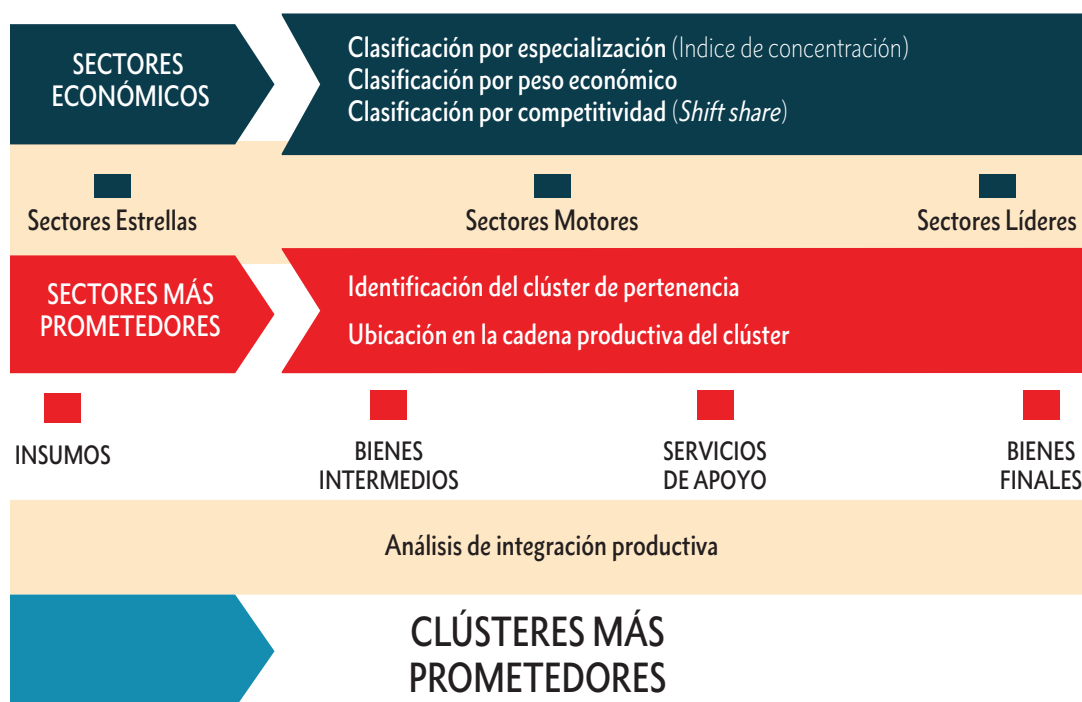 SECTORES
ECONÓMICOS
Clasificación por especialización (Indice de concentración)
Clasificación por peso económico
Clasificación por competitividad (Shift share)
Sectores Estrellas
Sectores Motores
Sectores Líderes
SECTORES MÁS
PROMETEDORES
Identificación del clúster de pertenencia
Ubicación en la cadena productiva del clúster
INSUMOS
BIENES
INTERMEDIOS
SERVICIOS
DE APOYO
BIENES
FINALES
Análisis de integración productiva
CLÚSTERES MÁS
PROMETEDORES